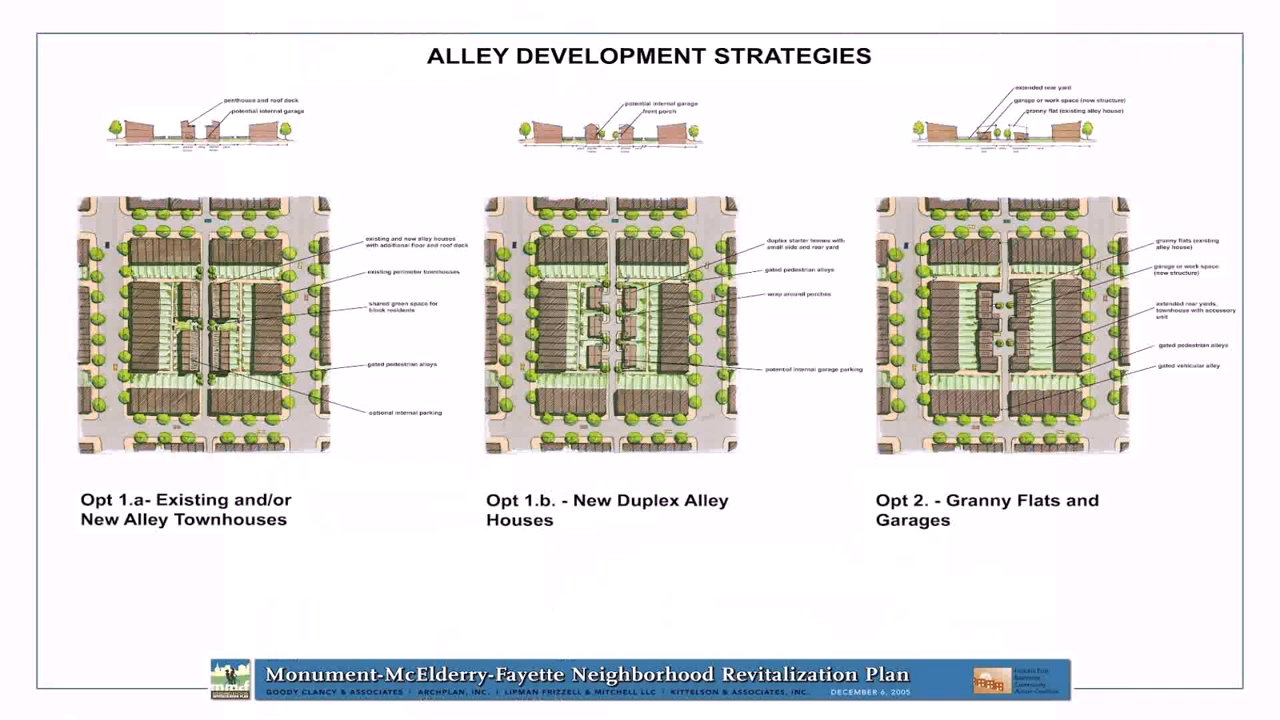 ALLEY DEVELOPMENT STRATEGIES
penthouse and roof deck
potential internal garage
potential internal garage
front porch
extended rear yard
garage or work space (new structure)
granny flat (existing alley house)
existing and new alley houses
with additional floor and roof deck
existing perimeter townhouses
shared green space for
block residents
gated pedestrian alleys
optional internal parking
duplex starter homes with
small side and rear yard
gated pedestrian alleys
wrap around porches
potential internal garage parking
granny flats (existing
alley house)
garage or work space
(new structure)
extended rear yards,
townhouse with accessory
unit
gated pedestrian alleys
gated vehicular alley
Opt 1.a- Existing and/or
New Alley Townhouses
Opt 1.b. - New Duplex Alley
Houses
Opt 2. - Granny Flats and
Garages
Monument-McElderry-Fayette Neighborhood Revitalization Plan
GOODY CLANCY & ASSOCIATES | ARCHPLAN, INC. | LIPMAN FRIZZELL & MITCHELL LLC | KITTELSON & ASSOCIATES, INC. DECEMBER 6, 2005